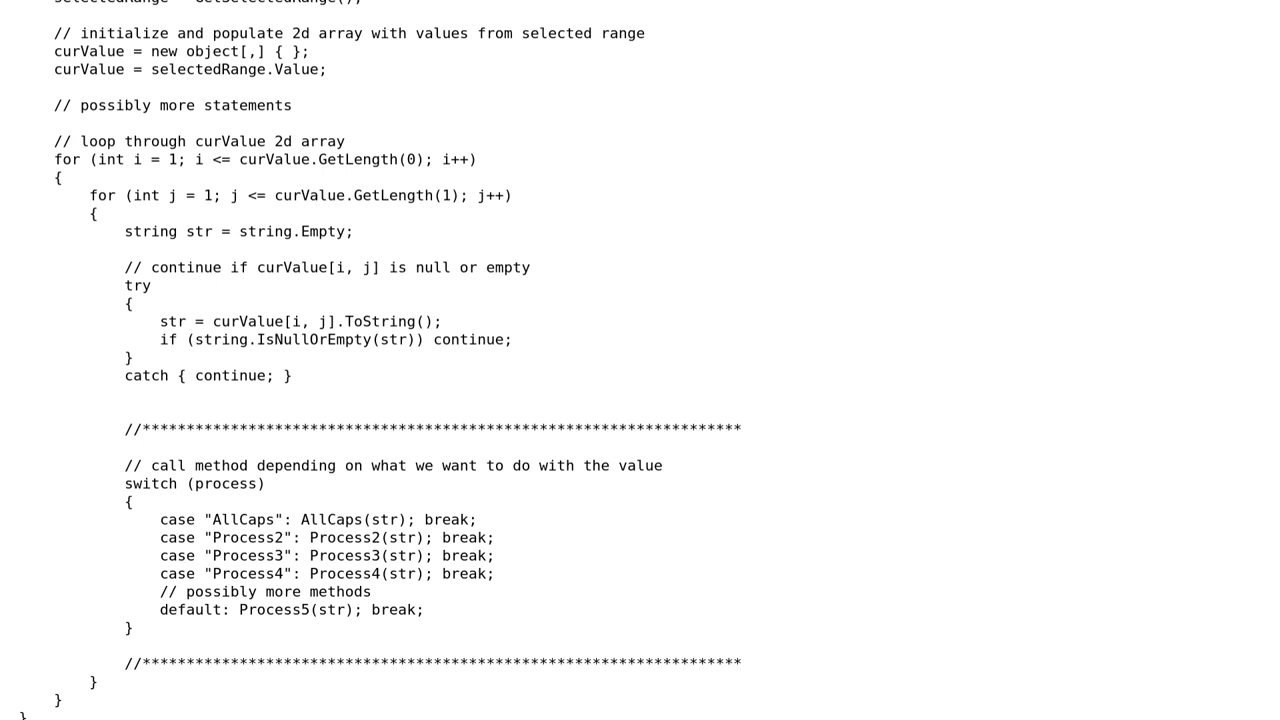 selectedRange = GetSelectedRange();
// initialize and populate 2d array with values from selected range
curValue = new object[,] { };
curValue = selectedRange.Value;
// possibly more statements
// loop through curValue 2d array
for (int i = 1; i <= curValue.GetLength(0); i++)
{
for (int j = 1; j <= curValue.GetLength(1); j++)
{
string str = string.Empty;
// continue if curValue[i, j] is null or empty
try
{
str = curValue[i, j].ToString();
if (string.IsNullOrEmpty(str)) continue;
}
catch { continue; }
//********************************************************************
// call method depending on what we want to do with the value
switch (process)
{
case "AllCaps": AllCaps(str); break;
case "Process2": Process2(str); break;
case "Process3": Process3(str); break;
case "Process4": Process4(str); break;
// possibly more methods
default: Process5(str); break;
}
//********************************************************************
}
}
}